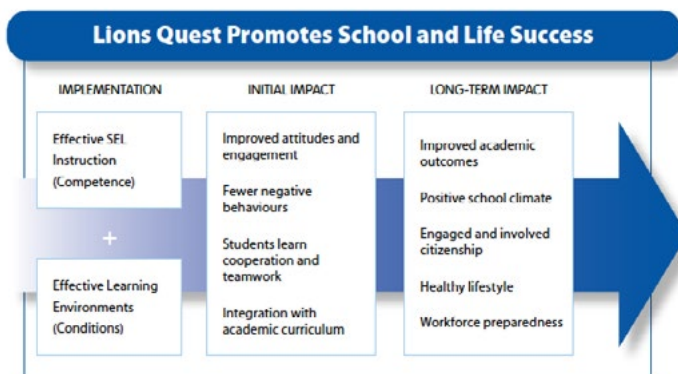 Lions Quest Promotes School and Life Success
IMPLEMENTATION
Effective SEL
Instruction
(Competence)
+
Effective Learning
Environments
(Conditions)
INITIAL IMPACT
Improved attitudes and
engagement
Fewer negative
behaviours
Students learn
cooperation and
teamwork
Integration with
academic curriculum
LONG-TERM IMPACT
Improved academic
outcomes
Positive school climate
Engaged and involved
citizenship
Healthy lifestyle
Workforce preparedness